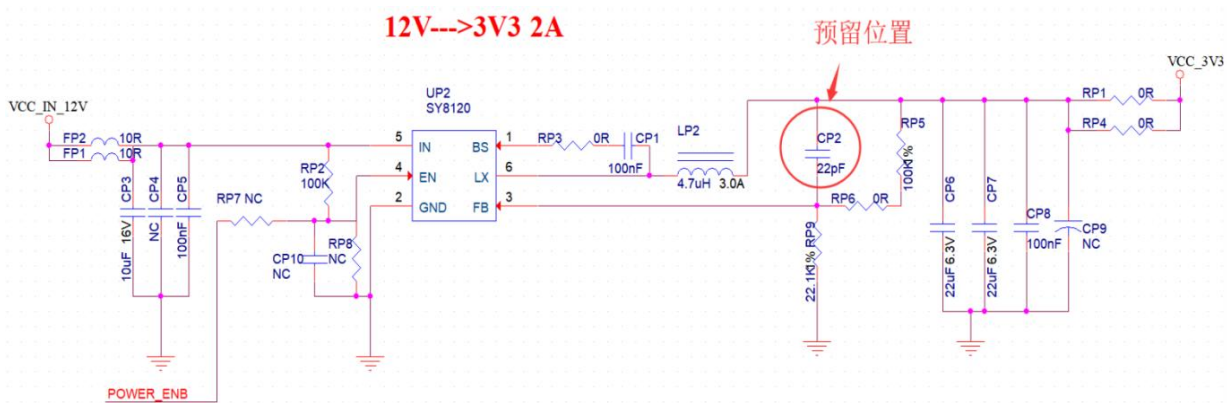 12V--->3V3 2A
预留位置
VCC_3V3
VCC_IN_12V
UP2
SY8120
FP2 10R
FP1 10R
5 IN BS 1
4 EN LX 6
2 GND FB 3
RP3 0R
CP1
100nF
LP2
4.7uH 3.0A
CP2
22pF
RP5
100K1%
RP1 0R
RP4 0R
RP2
100K
RP7 NC
RP6 0R
CP3
10uF 16V
CP4
NC
CP5
100nF
CP10
NC
RP8
NC
RP9
22.1K1%
CP6
22uF 6.3V
CP7
22uF 6.3V
CP8
100nF
CP9
NC
POWER_ENB